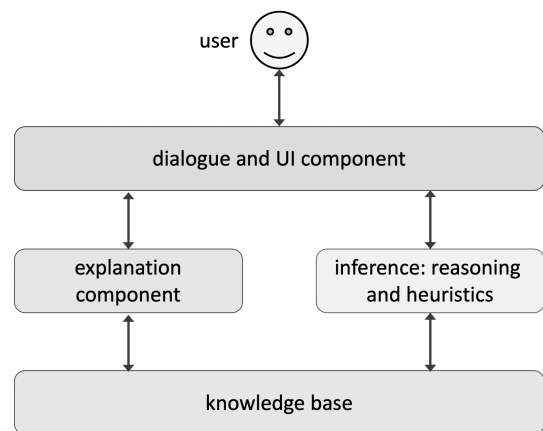 user
dialogue and UI component
explanation
component
inference: reasoning
and heuristics
knowledge base